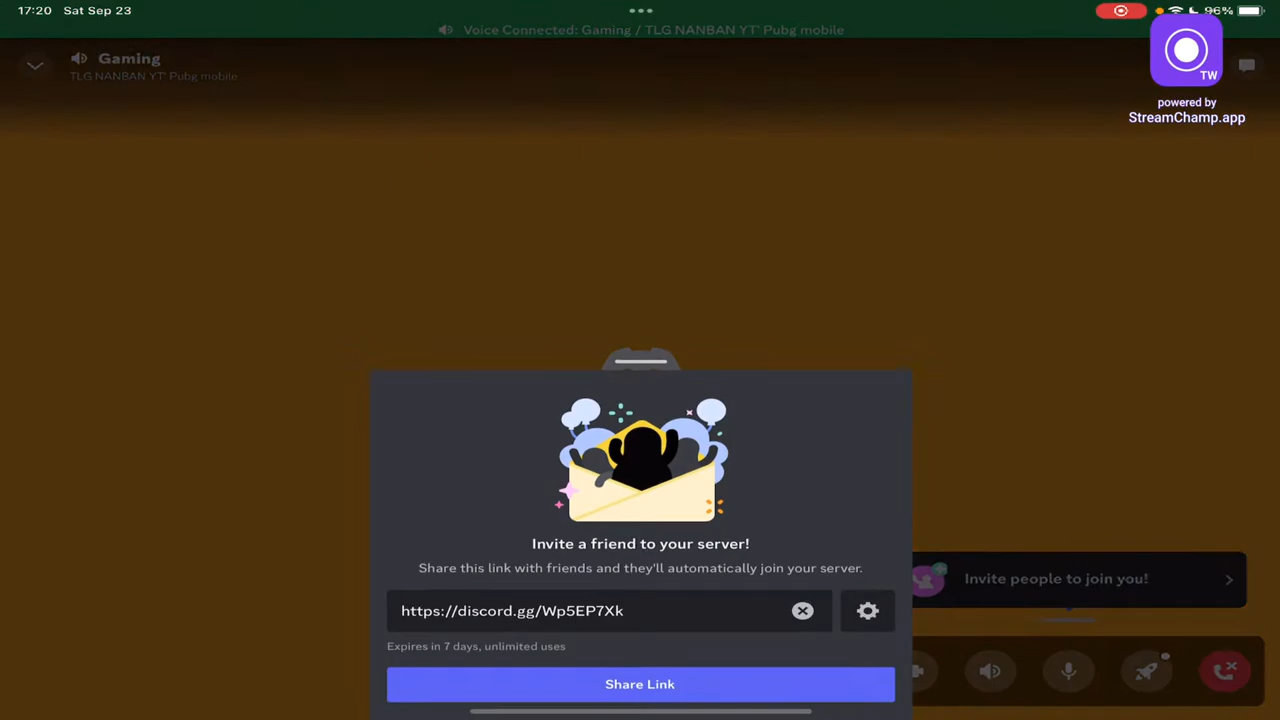 17:20 Sat Sep 23
96%
Voice Connected: Gaming / TLG NANBAN YT' Pubg mobile
Gaming
TLG NANBAN YT' Pubg mobile
TW
powered by
StreamChamp.app
Invite a friend to your server!
Share this link with friends and they'll automatically join your server.
Invite people to join you!
https://discord.gg/Wp5EP7Xk
Expires in 7 days, unlimited uses
Share Link